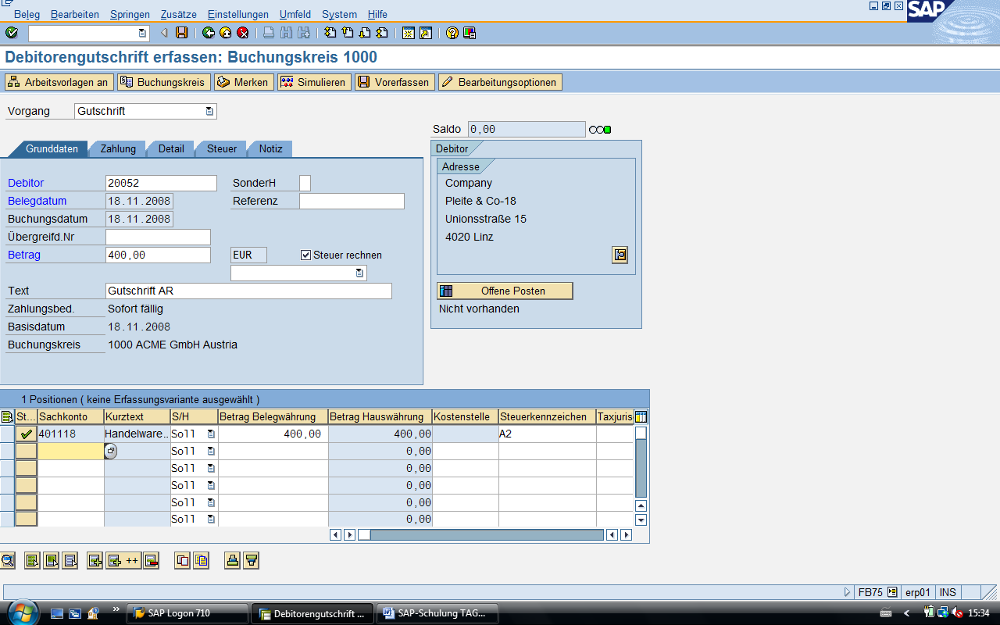 Beleg Bearbeiten Springen Zusätze Einstellungen Umfeld System Hilfe
SAP
Debitorengutschrift erfassen: Buchungskreis 1000
Arbeitsvorlagen an Buchungskreis Merken Simulieren Vorerfassen Bearbeitungsoptionen
Vorgang Gutschrift
Saldo 0,00
Grunddaten Zahlung Detail Steuer Notiz
Debitor 20052 SonderH
Belegdatum 18.11.2008 Referenz
Buchungsdatum 18.11.2008
Übergreifd.Nr
Betrag 400,00 EUR Steuer rechnen
Text Gutschrift AR
Zahlungsbed. Sofort fällig
Basisdatum 18.11.2008
Buchungskreis 1000 ACME GmbH Austria
Debitor
Adresse
Company
Pleite & Co-18
Unionsstraße 15
4020 Linz
Offene Posten
Nicht vorhanden
1 Positionen ( keine Erfassungsvariante ausgewählt )
St... Sachkonto Kurztext S/H Betrag Belegwährung Betrag Hauswährung Kostenstelle Steuerkennzeichen Taxjuris
401118 Handelware... Soll 400,00 400,00 A2
Soll 0,00
Soll 0,00
Soll 0,00
Soll 0,00
Soll 0,00
++
FB75 erp01 INS
» SAP Logon 710 Debitorengutschrift ... SAP-Schulung TAG... < 15:34